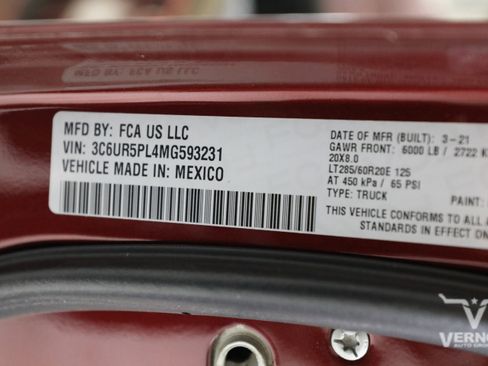 MFD BY: FCA US LLC
VIN: 3C6UR5PL4MG593231
VEHICLE MADE IN: MEXICO
DATE OF MFR (BUILT): 3-21
GAWR FRONT: 6000 LB / 2722
20X8.0
LT285/60R20E 125
AT 450 kPa / 65 PSI
TYPE: TRUCK
PAINT:
THIS VEHICLE CONFORMS TO ALL
STANDARDS IN EFFECT ON
AUTO